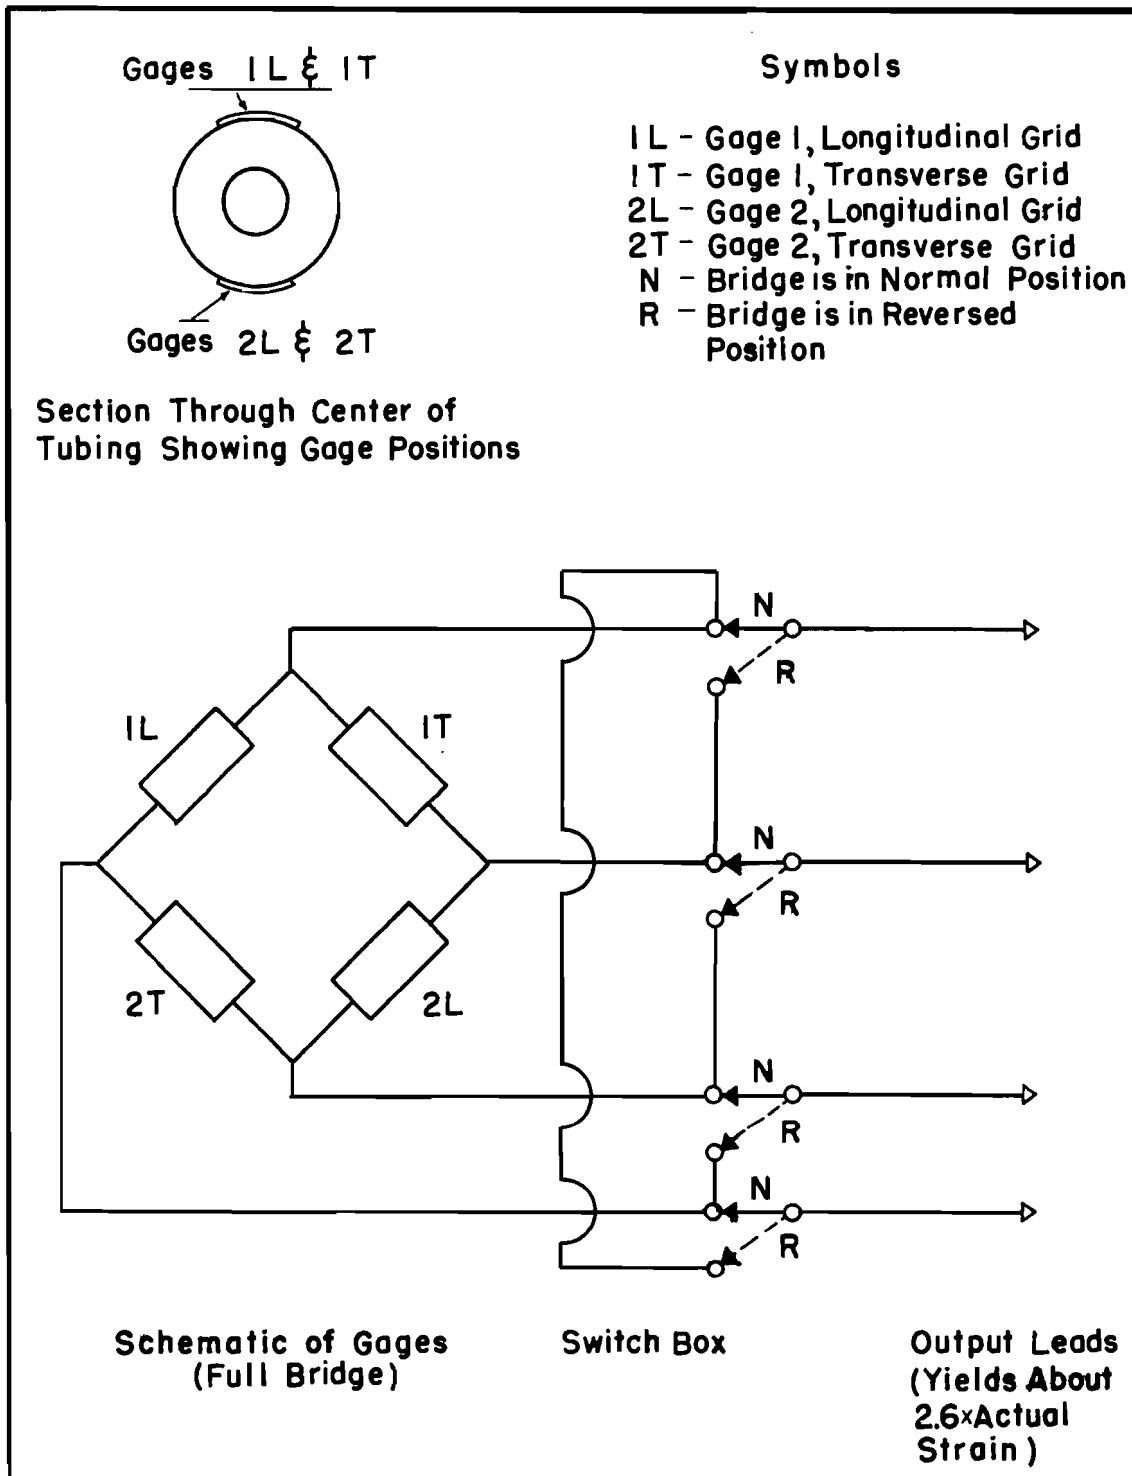 Gages 1L & 1T
Gages 2L & 2T
Section Through Center of
Tubing Showing Gage Positions
Symbols
1L - Gage 1, Longitudinal Grid
1T - Gage 1, Transverse Grid
2L - Gage 2, Longitudinal Grid
2T - Gage 2, Transverse Grid
N - Bridge is in Normal Position
R - Bridge is in Reversed
Position
N
R
1L
1T
N
R
2T
2L
N
R
N
R
Schematic of Gages
(Full Bridge)
Switch Box
Output Leads
(Yields About
2.6xActual
Strain)